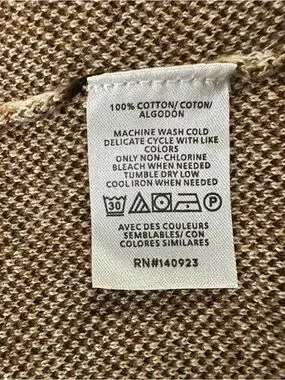 100% COTTON/ COTON/
ALGODÓN
MACHINE WASH COLD
DELICATE CYCLE WITH LIKE
COLORS
ONLY NON-CHLORINE
BLEACH WHEN NEEDED
TUMBLE DRY LOW
COOL IRON WHEN NEEDED
30 P
AVEC DES COULEURS
SEMBLABLES/ CON
COLORES SIMILARES
RN#140923